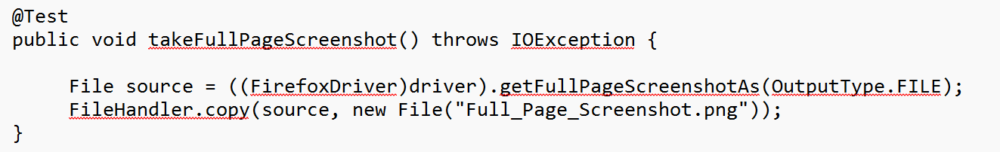 @Test
public void takeFullPageScreenshot() throws IOException {
File source = ((FirefoxDriver)driver).getFullPageScreenshotAs(OutputType.FILE);
FileHandler.copy(source, new File("Full_Page_Screenshot.png"));
}